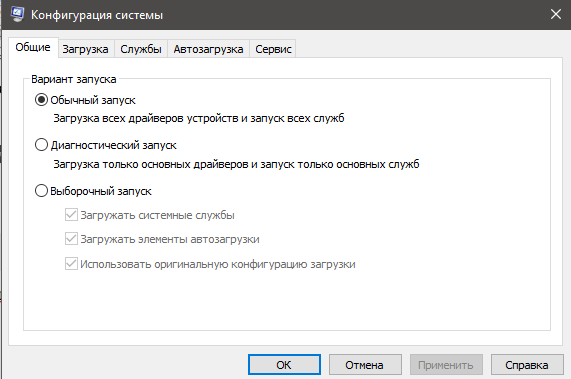 Конфигурация системы
Общие Загрузка Службы Автозагрузка Сервис
Вариант запуска
Обычный запуск
Загрузка всех драйверов устройств и запуск всех служб
Диагностический запуск
Загрузка только основных драйверов и запуск только основных служб
Выборочный запуск
Загружать системные службы
Загружать элементы автозагрузки
Использовать оригинальную конфигурацию загрузки
ОК Отмена Применить Справка